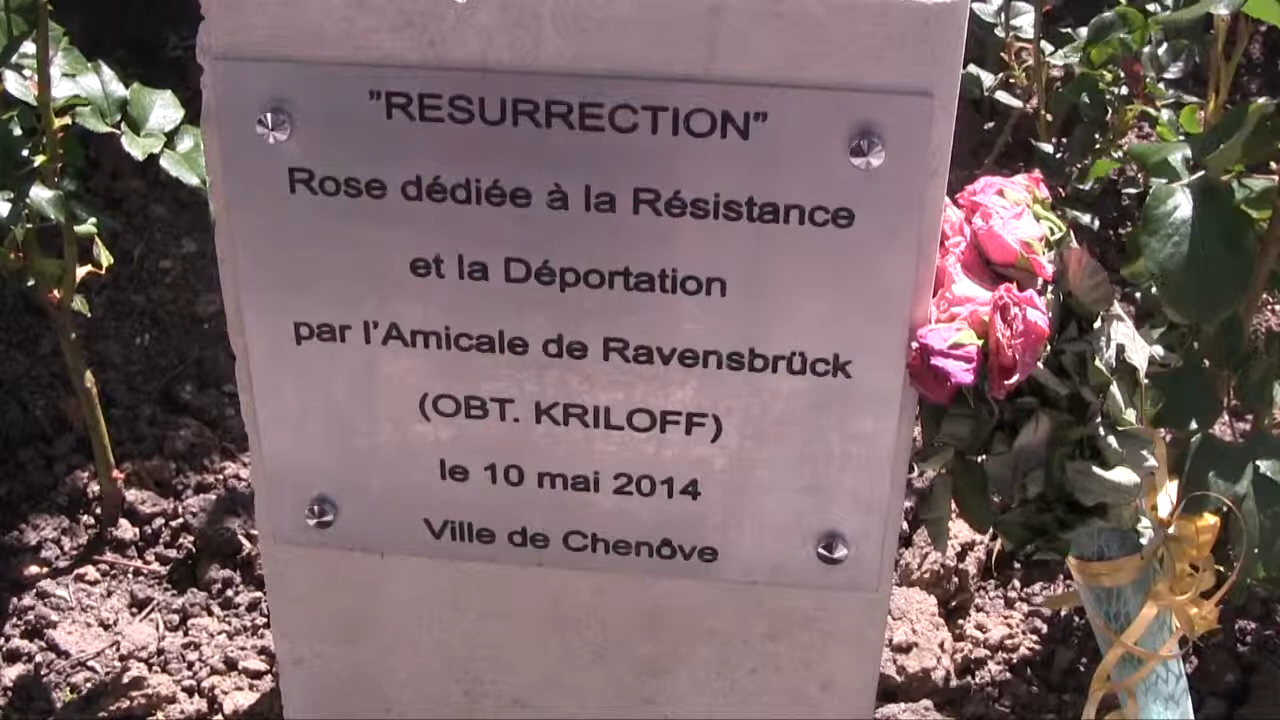 "RESURRECTION"
Rose dédiée à la Résistance
et la Déportation
par l'Amicale de Ravensbrück
(OBT. KRILOFF)
le 10 mai 2014
Ville de Chenôve